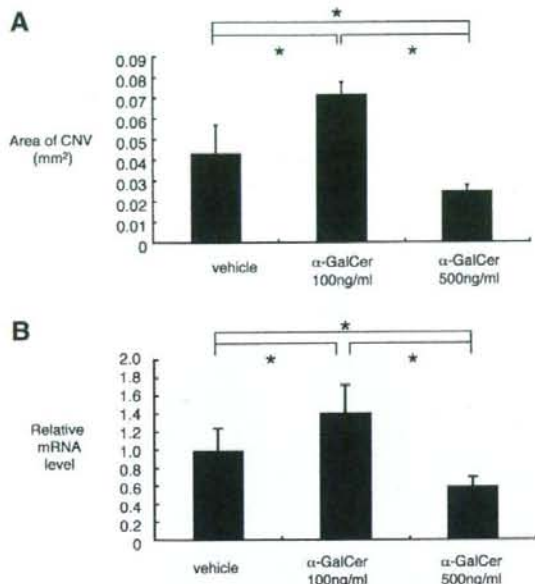 A
*
* *
Area of CNV
(mm²)
0.09
0.08
0.07
0.06
0.05
0.04
0.03
0.02
0.01
0
vehicle
α-GalCer
100ng/ml
α-GalCer
500ng/ml
B
*
* *
Relative
mRNA
level
2.0
1.8
1.6
1.4
1.2
1.0
0.8
0.6
0.4
0.2
0
vehicle
α-GalCer
100ng/ml
α-GalCer
500ng/ml